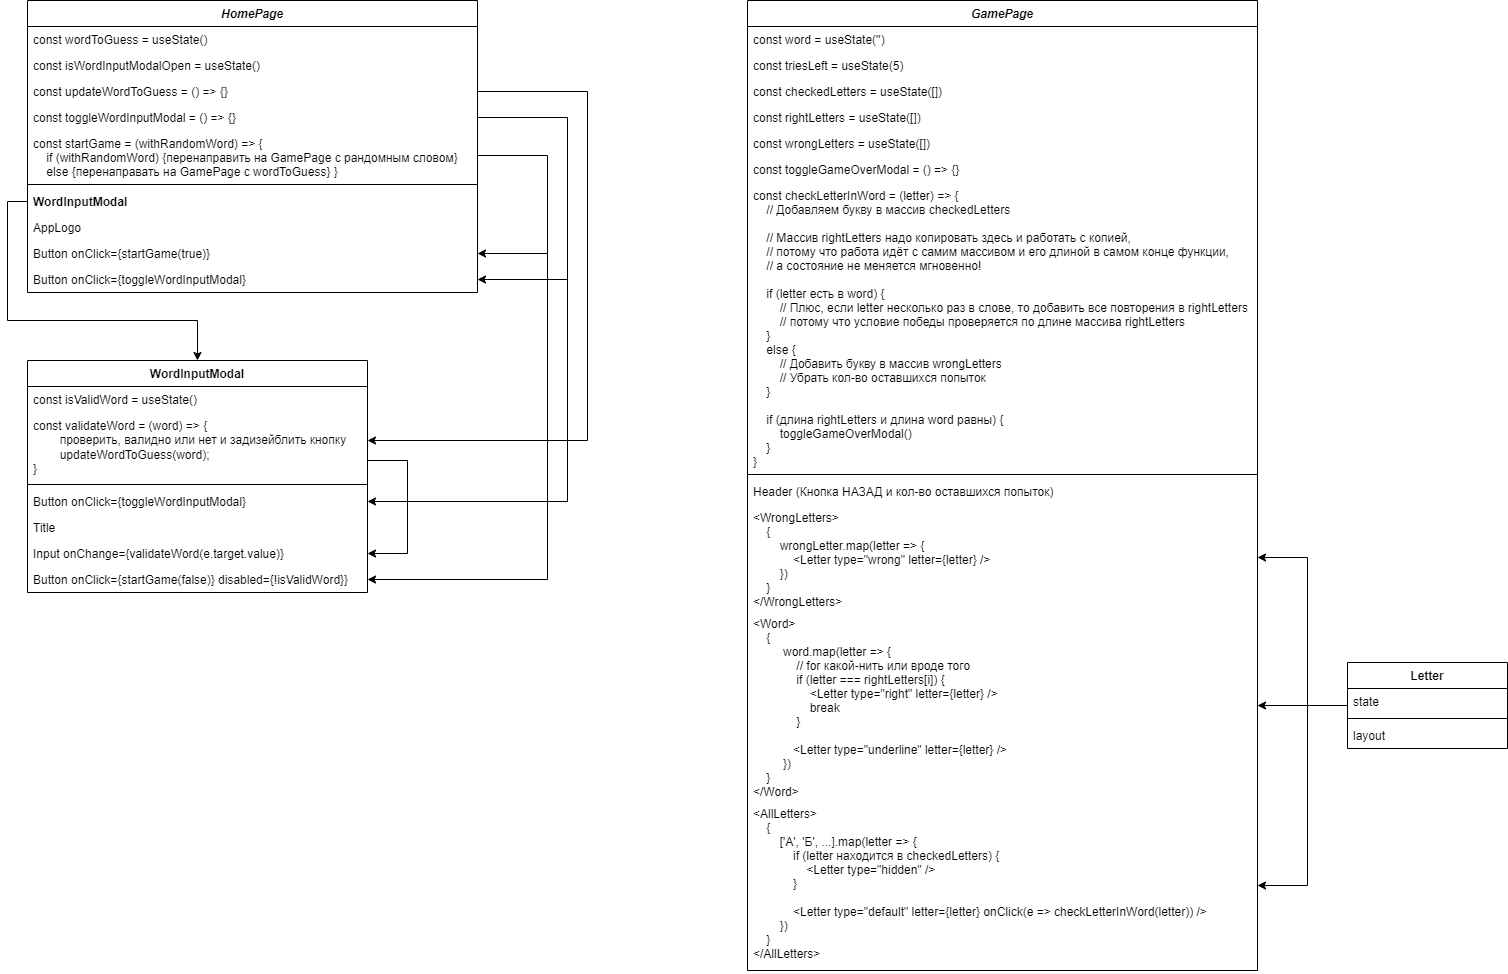 HomePage
const wordToGuess = useState()
const isWordInputModalOpen = useState()
const updateWordToGuess = () => {}
const toggleWordInputModal = () => {}
const startGame = (withRandomWord) => {
if (withRandomWord) {перенаправить на GamePage с рандомным словом}
else {перенаправать на GamePage с wordToGuess} }
WordInputModal
AppLogo
Button onClick={startGame(true)}
Button onClick={toggleWordInputModal}
WordInputModal
const isValidWord = useState()
const validateWord = (word) => {
проверить, валидно или нет и задизейблить кнопку
updateWordToGuess(word);
}
Button onClick={toggleWordInputModal}
Title
Input onChange={validateWord(e.target.value)}
Button onClick={startGame(false)} disabled={!isValidWord}}
GamePage
const word = useState('')
const triesLeft = useState(5)
const checkedLetters = useState([])
const rightLetters = useState([])
const wrongLetters = useState([])
const toggleGameOverModal = () => {}
const checkLetterInWord = (letter) => {
// Добавляем букву в массив checkedLetters
// Массив rightLetters надо копировать здесь и работать с копией,
// потому что работа идёт с самим массивом и его длиной в самом конце функции,
// а состояние не меняется мгновенно!
if (letter есть в word) {
// Плюс, если letter несколько раз в слове, то добавить все повторения в rightLetters
// потому что условие победы проверяется по длине массива rightLetters
}
else {
// Добавить букву в массив wrongLetters
// Убрать кол-во оставшихся попыток
}
if (длина rightLetters и длина word равны) {
toggleGameOverModal()
}
}
Header (Кнопка НАЗАД и кол-во оставшихся попыток)
<WrongLetters>
{
wrongLetter.map(letter => {
<Letter type="wrong" letter={letter} />
})
}
</WrongLetters>
<Word>
{
word.map(letter => {
// for какой-нить или вроде того
if (letter === rightLetters[i]) {
<Letter type="right" letter={letter} />
break
}
<Letter type="underline" letter={letter} />
})
}
</Word>
<AllLetters>
{
['А', 'Б', ...].map(letter => {
if (letter находится в checkedLetters) {
<Letter type="hidden" />
}
<Letter type="default" letter={letter} onClick(e => checkLetterInWord(letter)) />
})
}
</AllLetters>
Letter
state
layout